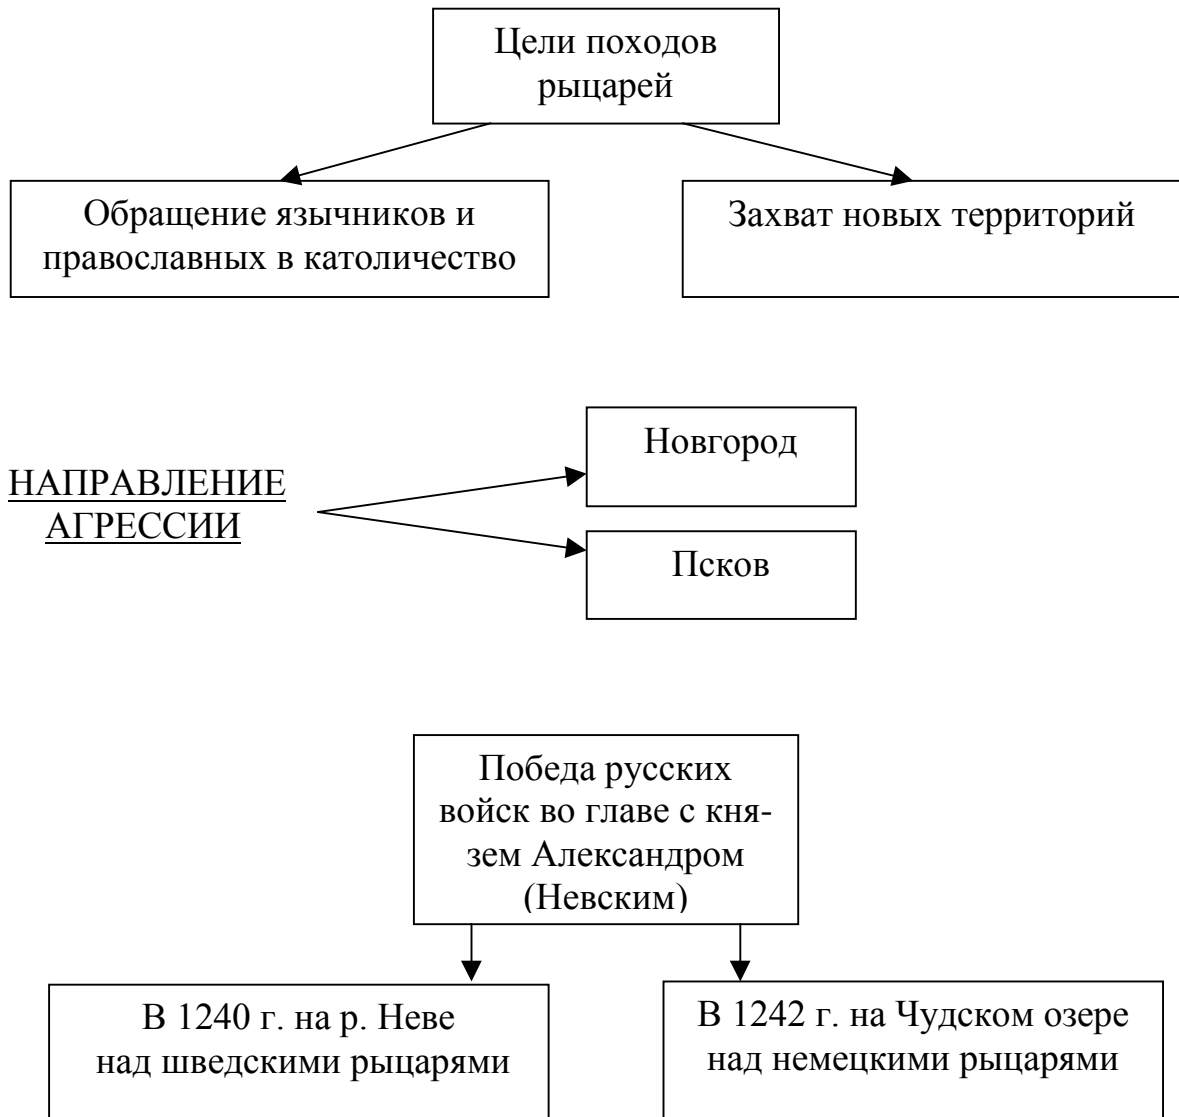 Цели походов
рыцарей
Обращение язычников и
православных в католичество
Захват новых территорий
НАПРАВЛЕНИЕ
АГРЕССИИ
Новгород
Псков
Победа русских
войск во главе с кня-
зем Александром
(Невским)
В 1240 г. на р. Неве
над шведскими рыцарями
В 1242 г. на Чудском озере
над немецкими рыцарями